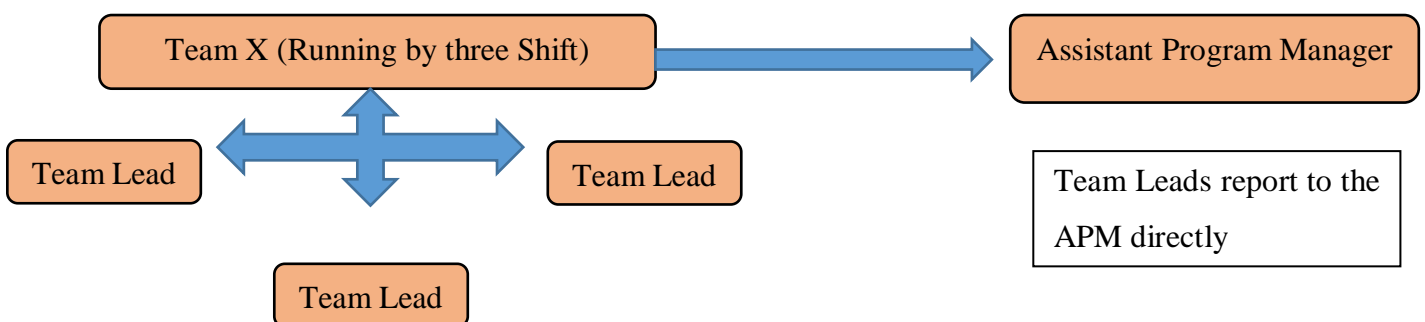 Team X (Running by three Shift)
Assistant Program Manager
Team Lead
Team Lead
Team Leads report to the
APM directly
Team Lead